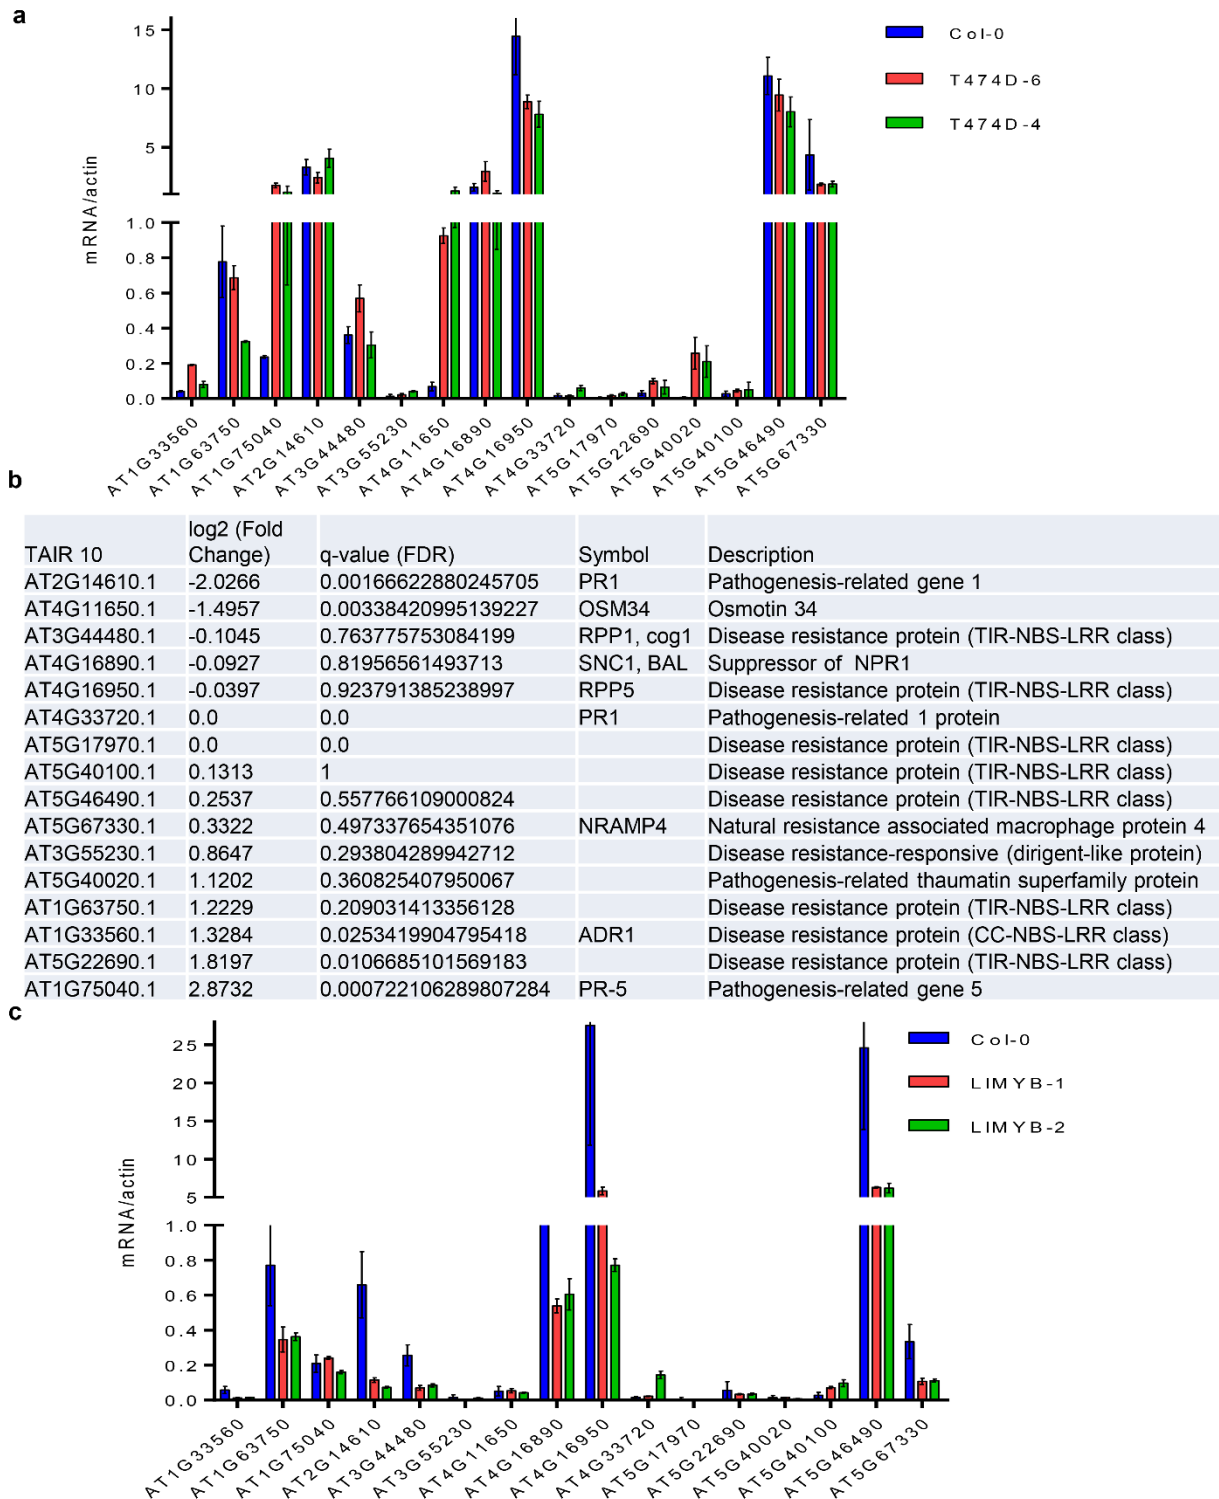 a
Col-0
T474D-6
T474D-4
mRNA/actin
15
10
5
1.0
0.8
0.6
0.4
0.2
0.0
AT1G33560
AT1G63750
AT1G75040
AT2G14610
AT3G44480
AT3G55230
AT4G11650
AT4G16890
AT4G16950
AT4G33720
AT5G17970
AT5G22690
AT5G40020
AT5G40100
AT5G46490
AT5G67330
b
TAIR 10 log2 (Fold Change) q-value (FDR) Symbol Description
AT2G14610.1 -2.0266 0.00166622880245705 PR1 Pathogenesis-related gene 1
AT4G11650.1 -1.4957 0.00338420995139227 OSM34 Osmotin 34
AT3G44480.1 -0.1045 0.763775753084199 RPP1, cog1 Disease resistance protein (TIR-NBS-LRR class)
AT4G16890.1 -0.0927 0.81956561493713 SNC1, BAL Suppressor of NPR1
AT4G16950.1 -0.0397 0.923791385238997 RPP5 Disease resistance protein (TIR-NBS-LRR class)
AT4G33720.1 0.0 0.0 PR1 Pathogenesis-related 1 protein
AT5G17970.1 0.0 0.0 Disease resistance protein (TIR-NBS-LRR class)
AT5G40100.1 0.1313 1 Disease resistance protein (TIR-NBS-LRR class)
AT5G46490.1 0.2537 0.557766109000824 Disease resistance protein (TIR-NBS-LRR class)
AT5G67330.1 0.3322 0.497337654351076 NRAMP4 Natural resistance associated macrophage protein 4
AT3G55230.1 0.8647 0.293804289942712 Disease resistance-responsive (dirigent-like protein)
AT5G40020.1 1.1202 0.360825407950067 Pathogenesis-related thaumatin superfamily protein
AT1G63750.1 1.2229 0.209031413356128 Disease resistance protein (TIR-NBS-LRR class)
AT1G33560.1 1.3284 0.0253419904795418 ADR1 Disease resistance protein (CC-NBS-LRR class)
AT5G22690.1 1.8197 0.0106685101569183 Disease resistance protein (TIR-NBS-LRR class)
AT1G75040.1 2.8732 0.000722106289807284 PR-5 Pathogenesis-related gene 5
c
Col-0
LIMYB-1
LIMYB-2
mRNA/actin
25
20
15
10
5
1.0
0.8
0.6
0.4
0.2
0.0
AT1G33560
AT1G63750
AT1G75040
AT2G14610
AT3G44480
AT3G55230
AT4G11650
AT4G16890
AT4G16950
AT4G33720
AT5G17970
AT5G22690
AT5G40020
AT5G40100
AT5G46490
AT5G67330